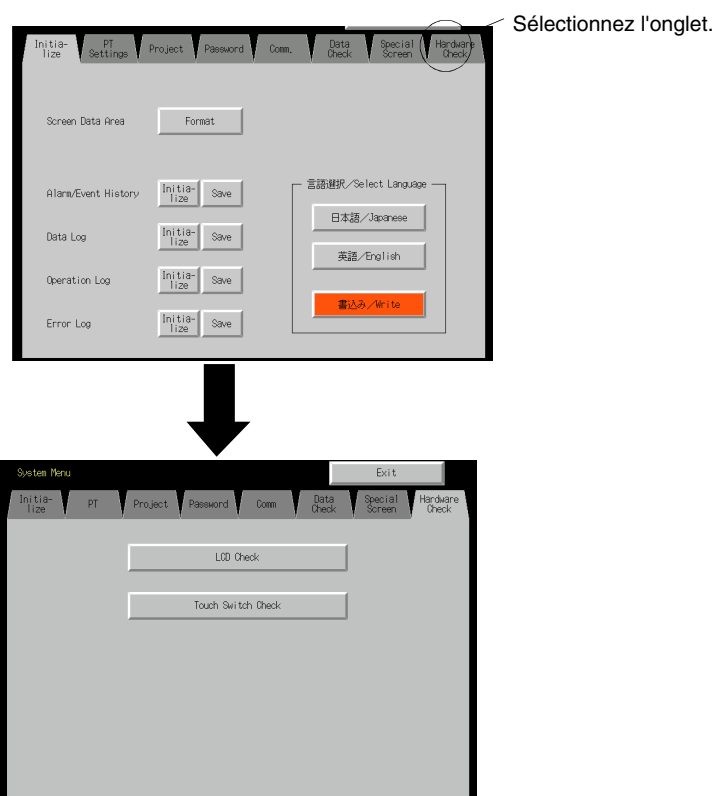 Sélectionnez l'onglet.
Initia-
lize
PT
Settings
Project
Password
Comm.
Data
Check
Special
Screen
Hardware
Check
Screen Data Area
Format
Alarm/Event History
Initia-
lize
Save
Data Log
Initia-
lize
Save
Operation Log
Initia-
lize
Save
Error Log
Initia-
lize
Save
言語選択/Select Language
日本語/Japanese
英語/English
書込み/Write
System Menu
Exit
Initia-
lize
PT
Project
Password
Comm
Data
Check
Special
Screen
Hardware
Check
LCD Check
Touch Switch Check